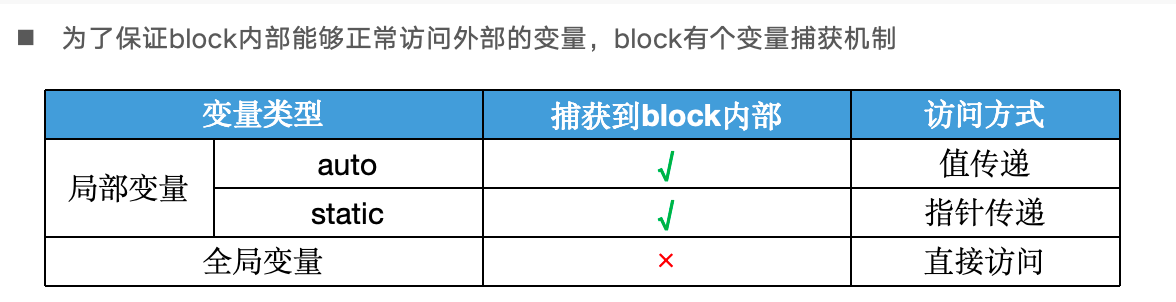 ■ 为了保证block内部能够正常访问外部的变量，block有个变量捕获机制
变量类型 捕获到block内部 访问方式
局部变量 auto √ 值传递
static √ 指针传递
全局变量 × 直接访问